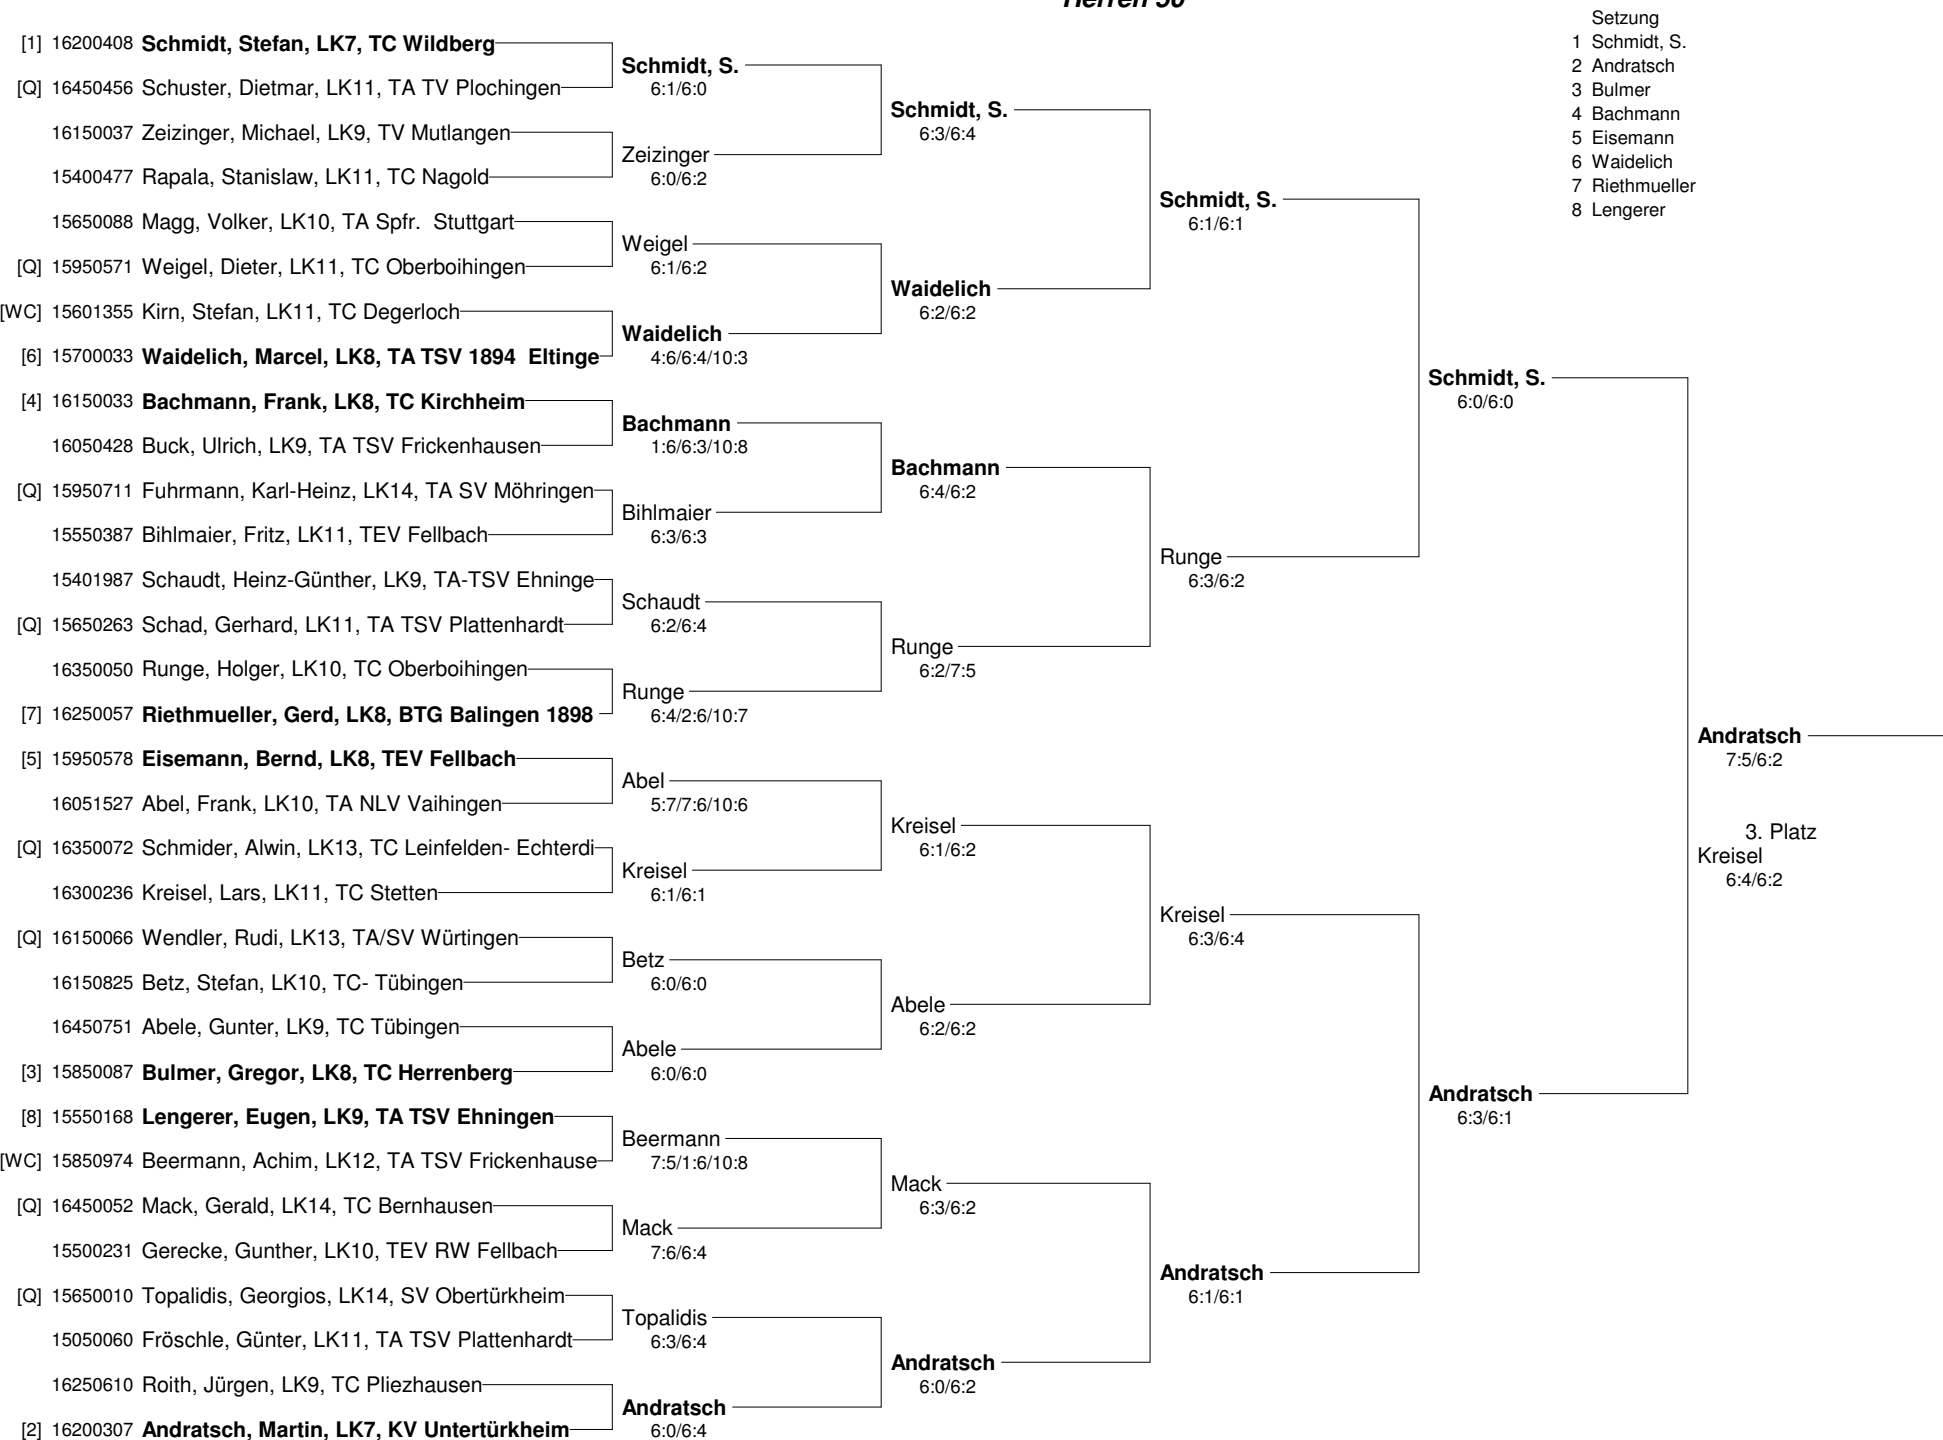 Herren 50
Setzung
1 Schmidt, S.
2 Andratsch
3 Bulmer
4 Bachmann
5 Eisemann
6 Waidelich
7 Riethmueller
8 Lengerer
[1] 16200408 Schmidt, Stefan, LK7, TC Wildberg
[Q] 16450456 Schuster, Dietmar, LK11, TA TV Plochingen
16150037 Zeizinger, Michael, LK9, TV Mutlangen
15400477 Rapala, Stanislaw, LK11, TC Nagold
15650088 Magg, Volker, LK10, TA Spfr. Stuttgart
[Q] 15950571 Weigel, Dieter, LK11, TC Oberboihingen
[WC] 15601355 Kirn, Stefan, LK11, TC Degerloch
[6] 15700033 Waidelich, Marcel, LK8, TA TSV 1894 Eltinge
[4] 16150033 Bachmann, Frank, LK8, TC Kirchheim
16050428 Buck, Ulrich, LK9, TA TSV Frickenhausen
[Q] 15950711 Fuhrmann, Karl-Heinz, LK14, TA SV Möhringen
15550387 Bihlmaier, Fritz, LK11, TEV Fellbach
15401987 Schaudt, Heinz-Günther, LK9, TA-TSV Ehninge
[Q] 15650263 Schad, Gerhard, LK11, TA TSV Plattenhardt
16350050 Runge, Holger, LK10, TC Oberboihingen
[7] 16250057 Riethmueller, Gerd, LK8, BTG Balingen 1898
[5] 15950578 Eisemann, Bernd, LK8, TEV Fellbach
16051527 Abel, Frank, LK10, TA NLV Vaihingen
[Q] 16350072 Schmider, Alwin, LK13, TC Leinfelden- Echterdi
16300236 Kreisel, Lars, LK11, TC Stetten
[Q] 16150066 Wendler, Rudi, LK13, TA/SV Würtingen
16150825 Betz, Stefan, LK10, TC- Tübingen
16450751 Abele, Gunter, LK9, TC Tübingen
[3] 15850087 Bulmer, Gregor, LK8, TC Herrenberg
[8] 15550168 Lengerer, Eugen, LK9, TA TSV Ehningen
[WC] 15850974 Beermann, Achim, LK12, TA TSV Frickenhause
[Q] 16450052 Mack, Gerald, LK14, TC Bernhausen
15500231 Gerecke, Gunther, LK10, TEV RW Fellbach
[Q] 15650010 Topalidis, Georgios, LK14, SV Obertürkheim
15050060 Fröschle, Günter, LK11, TA TSV Plattenhardt
16250610 Roith, Jürgen, LK9, TC Pliezhausen
[2] 16200307 Andratsch, Martin, LK7, KV Untertürkheim
Schmidt, S.
6:1/6:0
Zeizinger
6:0/6:2
Weigel
6:1/6:2
Waidelich
4:6/6:4/10:3
Bachmann
1:6/6:3/10:8
Bihlmaier
6:3/6:3
Schaudt
6:2/6:4
Runge
6:4/2:6/10:7
Abel
5:7/7:6/10:6
Kreisel
6:1/6:1
Betz
6:0/6:0
Abele
6:0/6:0
Beermann
7:5/1:6/10:8
Mack
7:6/6:4
Topalidis
6:3/6:4
Andratsch
6:0/6:4
Schmidt, S.
6:3/6:4
Waidelich
6:2/6:2
Bachmann
6:4/6:2
Runge
6:2/7:5
Kreisel
6:1/6:2
Abele
6:2/6:2
Mack
6:3/6:2
Andratsch
6:0/6:2
Schmidt, S.
6:1/6:1
Runge
6:3/6:2
Kreisel
6:3/6:4
Andratsch
6:1/6:1
Schmidt, S.
6:0/6:0
Andratsch
6:3/6:1
Andratsch
7:5/6:2
3. Platz
Kreisel
6:4/6:2